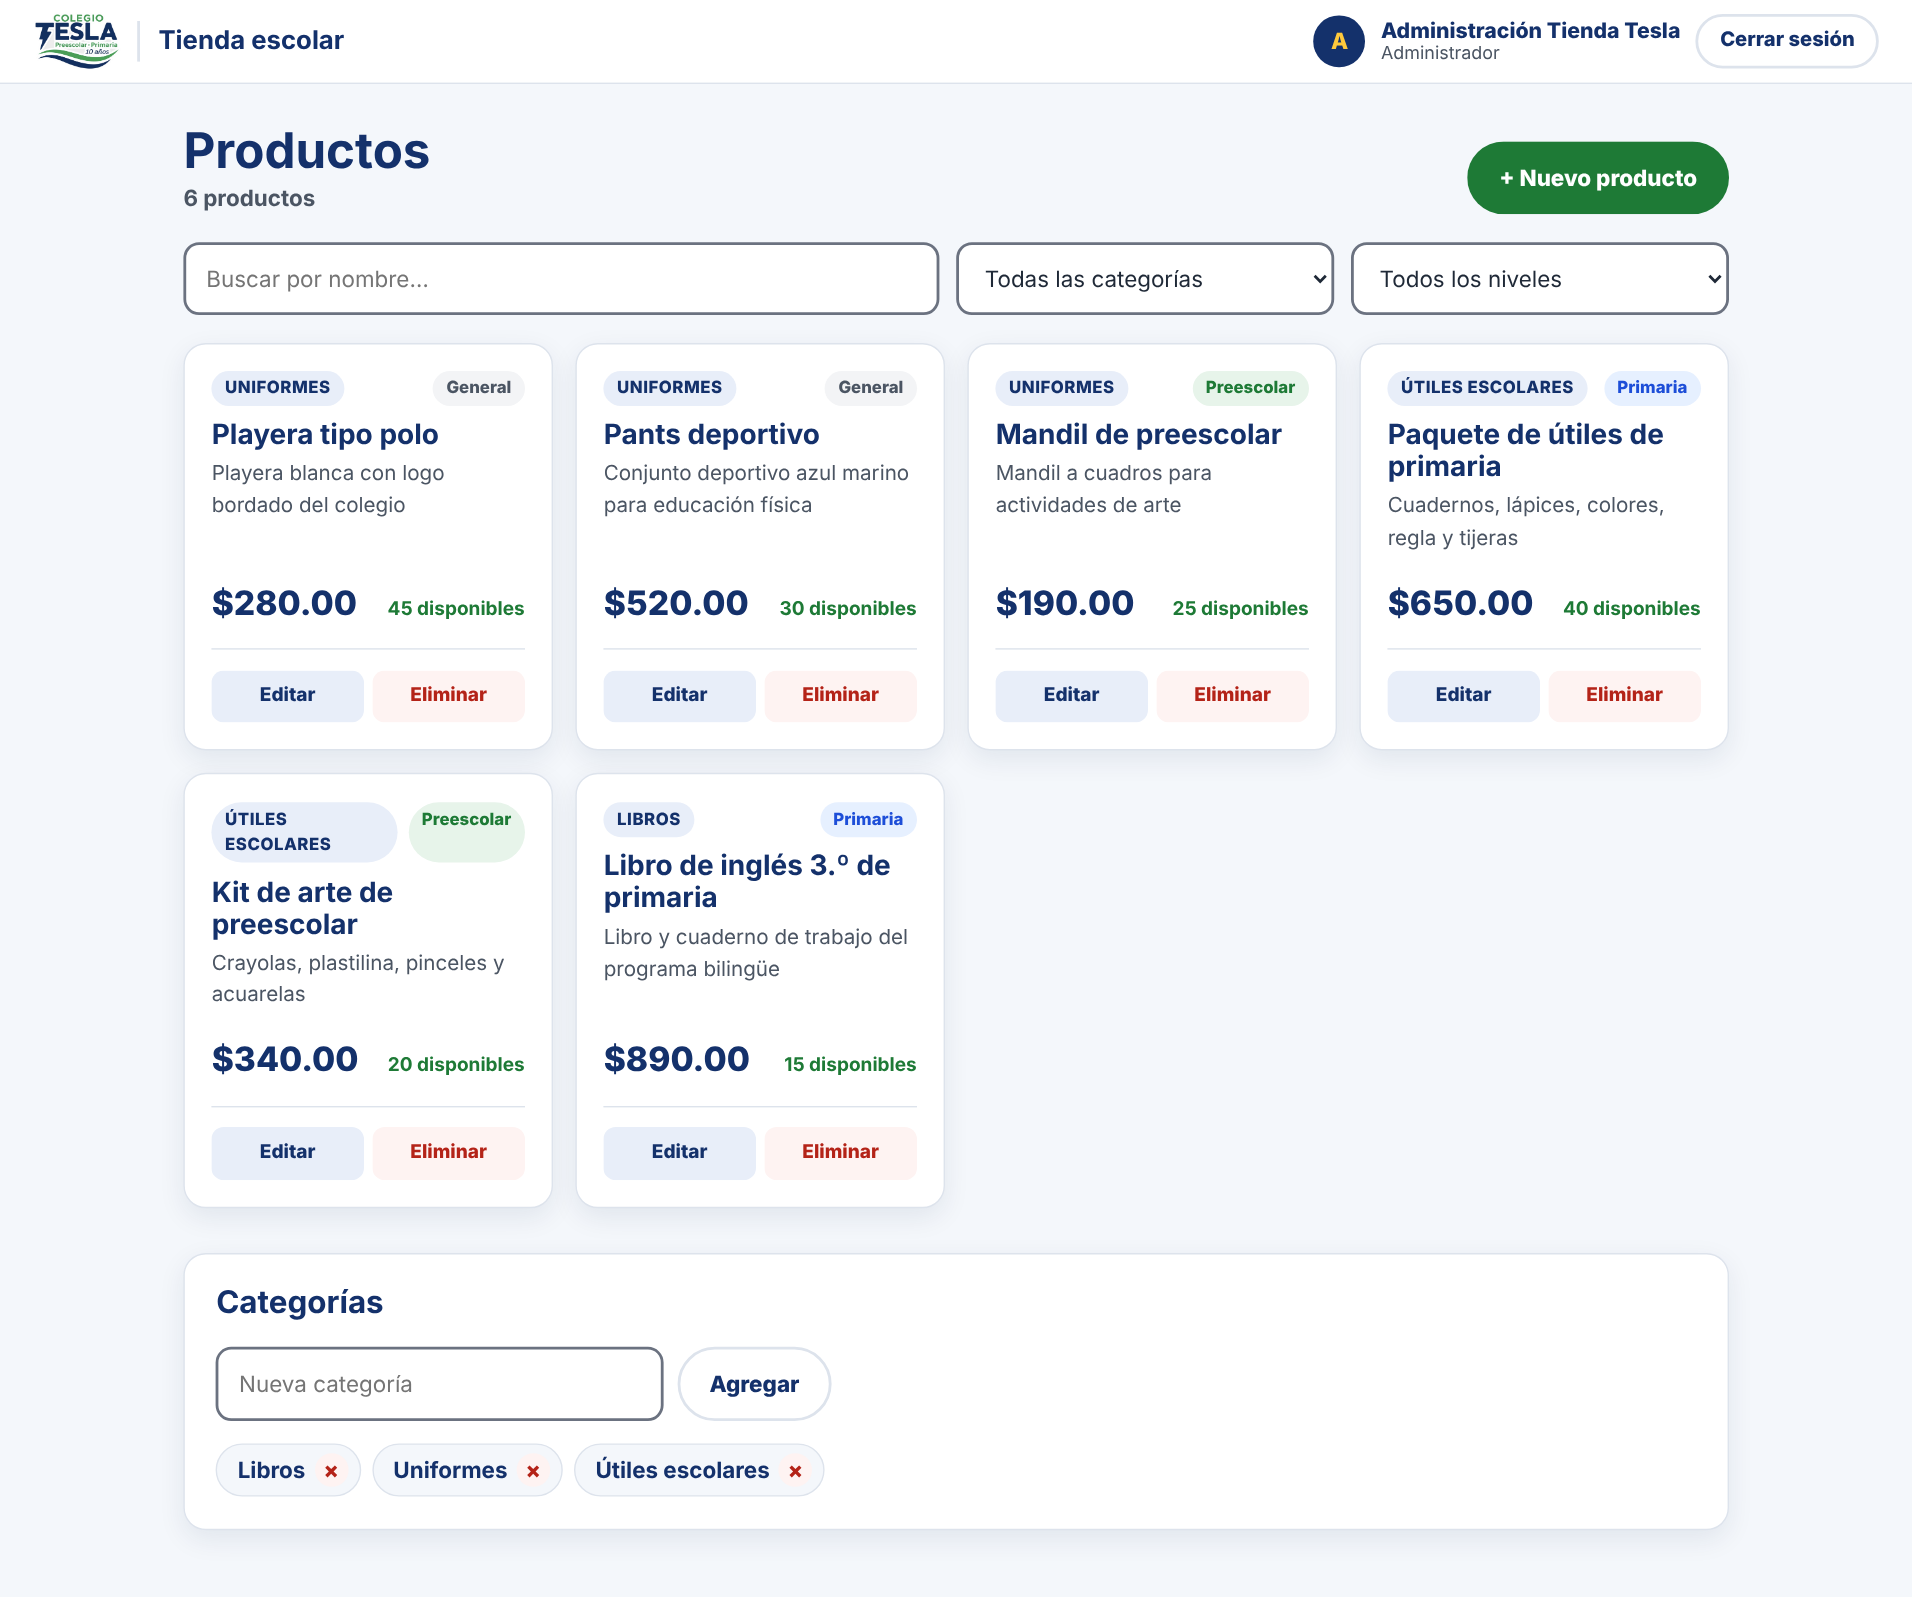 COLEGIO
TESLA
Preescolar · Primaria
10 años
Tienda escolar
A
Administración Tienda Tesla
Administrador
Cerrar sesión
Productos
6 productos
+ Nuevo producto
Buscar por nombre...
Todas las categorías
Todos los niveles
UNIFORMES
General
Playera tipo polo
Playera blanca con logo
bordado del colegio
$280.00
45 disponibles
Editar
Eliminar
UNIFORMES
General
Pants deportivo
Conjunto deportivo azul marino
para educación física
$520.00
30 disponibles
Editar
Eliminar
UNIFORMES
Preescolar
Mandil de preescolar
Mandil a cuadros para
actividades de arte
$190.00
25 disponibles
Editar
Eliminar
ÚTILES ESCOLARES
Primaria
Paquete de útiles de
primaria
Cuadernos, lápices, colores,
regla y tijeras
$650.00
40 disponibles
Editar
Eliminar
ÚTILES
ESCOLARES
Preescolar
Kit de arte de
preescolar
Crayolas, plastilina, pinceles y
acuarelas
$340.00
20 disponibles
Editar
Eliminar
LIBROS
Primaria
Libro de inglés 3.º de
primaria
Libro y cuaderno de trabajo del
programa bilingüe
$890.00
15 disponibles
Editar
Eliminar
Categorías
Nueva categoría
Agregar
Libros ×
Uniformes ×
Útiles escolares ×